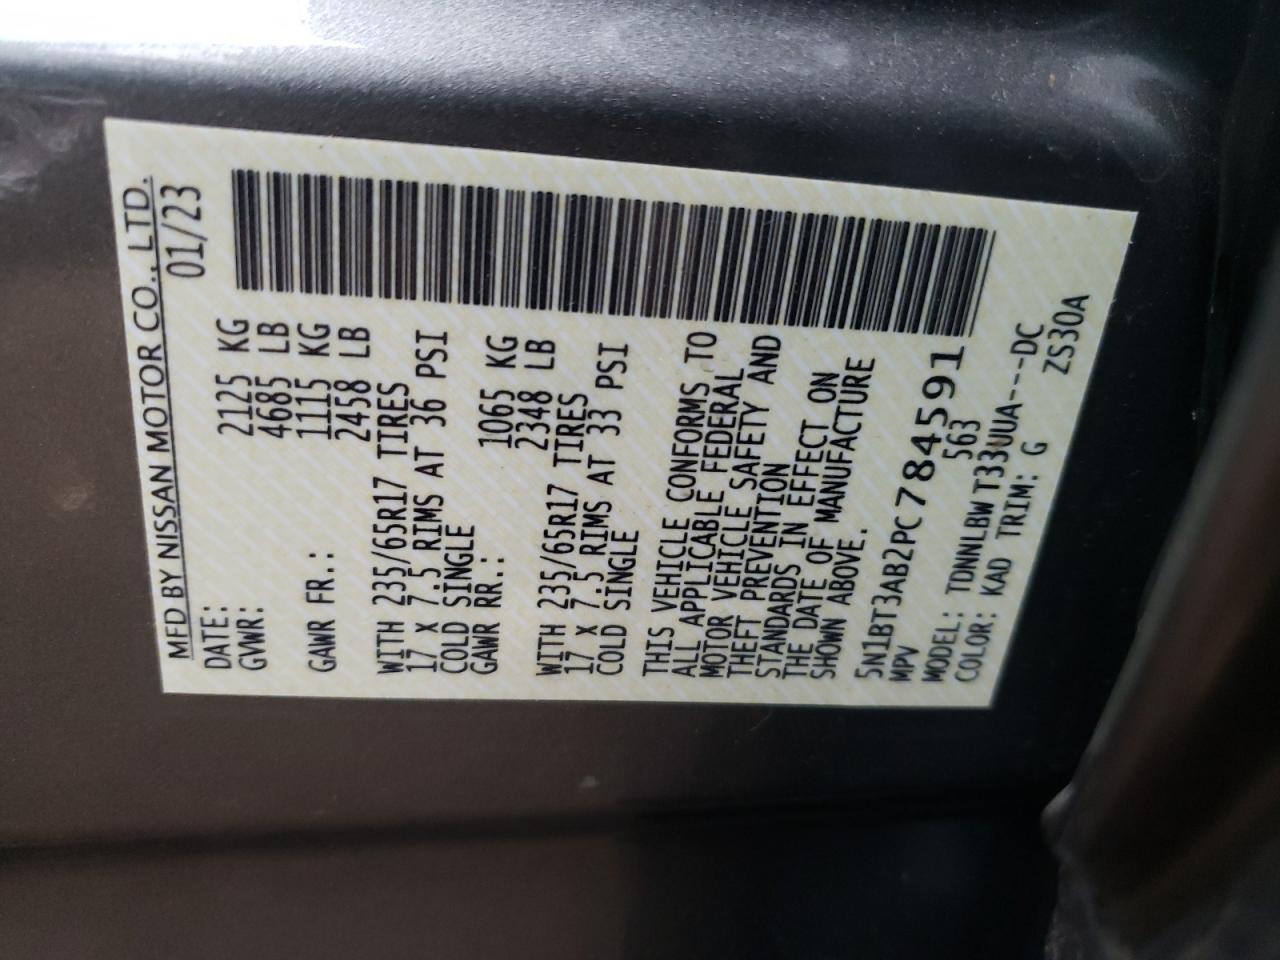 MFD BY NISSAN MOTOR CO., LTD.
DATE: 01/23
GVWR: 2125 KG
4685 LB
GAWR FR.: 1115 KG
2458 LB
WITH 235/65R17 TIRES
17 X 7.5 RIMS AT 36 PSI
COLD SINGLE
GAWR RR.: 1065 KG
2348 LB
WITH 235/65R17 TIRES
17 X 7.5 RIMS AT 33 PSI
COLD SINGLE
THIS VEHICLE CONFORMS TO
ALL APPLICABLE FEDERAL
MOTOR VEHICLE SAFETY AND
THEFT PREVENTION
STANDARDS IN EFFECT ON
THE DATE OF MANUFACTURE
SHOWN ABOVE.
5N1BT3AB2PC784591
MPV 563
MODEL: TDNNLBWT33UUA---DC
COLOR: KAD TRIM: G ZS30A